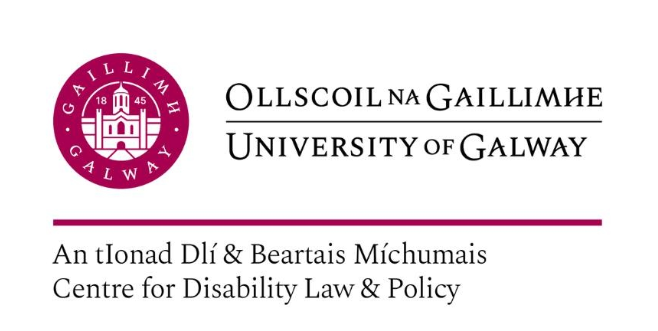 GAILLIMH
18 45
GALWAY
OLLSCOIL NA GAILLIMHE
UNIVERSITY OF GALWAY
An tIonad Dlí & Beartais Míchumais
Centre for Disability Law & Policy